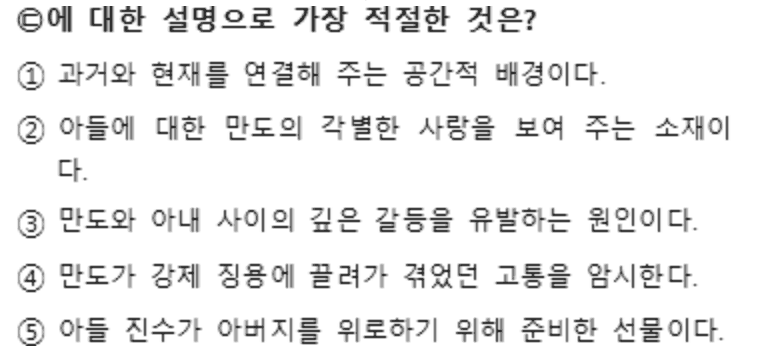 ㉢에 대한 설명으로 가장 적절한 것은?
① 과거와 현재를 연결해 주는 공간적 배경이다.
② 아들에 대한 만도의 각별한 사랑을 보여 주는 소재이
다.
③ 만도와 아내 사이의 깊은 갈등을 유발하는 원인이다.
④ 만도가 강제 징용에 끌려가 겪었던 고통을 암시한다.
⑤ 아들 진수가 아버지를 위로하기 위해 준비한 선물이다.